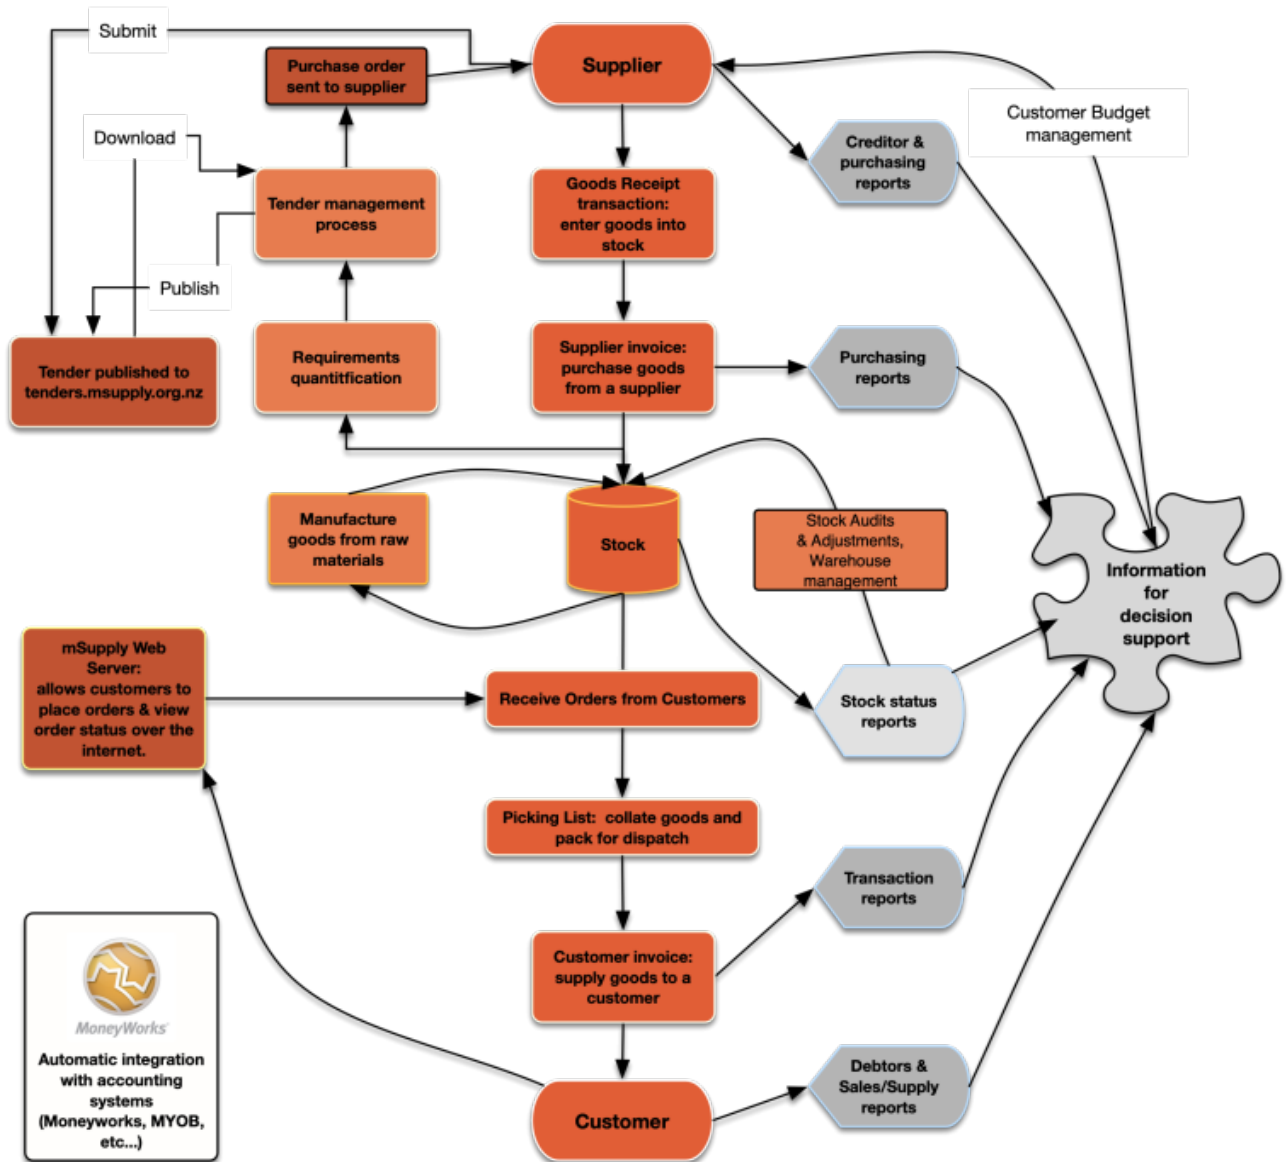 Submit
Purchase order
sent to supplier
Supplier
Customer Budget
management
Download
Creditor &
purchasing
reports
Tender management
process
Goods Receipt
transaction:
enter goods into
stock
Publish
Tender published to
tenders.msupply.org.nz
Requirements
quantitfication
Supplier invoice:
purchase goods
from a supplier
Purchasing
reports
Manufacture
goods from raw
materials
Stock
Stock Audits
& Adjustments,
Warehouse
management
Information
for
decision
support
mSupply Web
Server:
allows customers to
place orders & view
order status over the
internet.
Receive Orders from Customers
Stock status
reports
Picking List:  collate goods and
pack for dispatch
Transaction
reports
Customer invoice:
supply goods to a
customer
MoneyWorks
Automatic integration
with accounting
systems
(Moneyworks, MYOB,
etc...)
Customer
Debtors &
Sales/Supply
reports